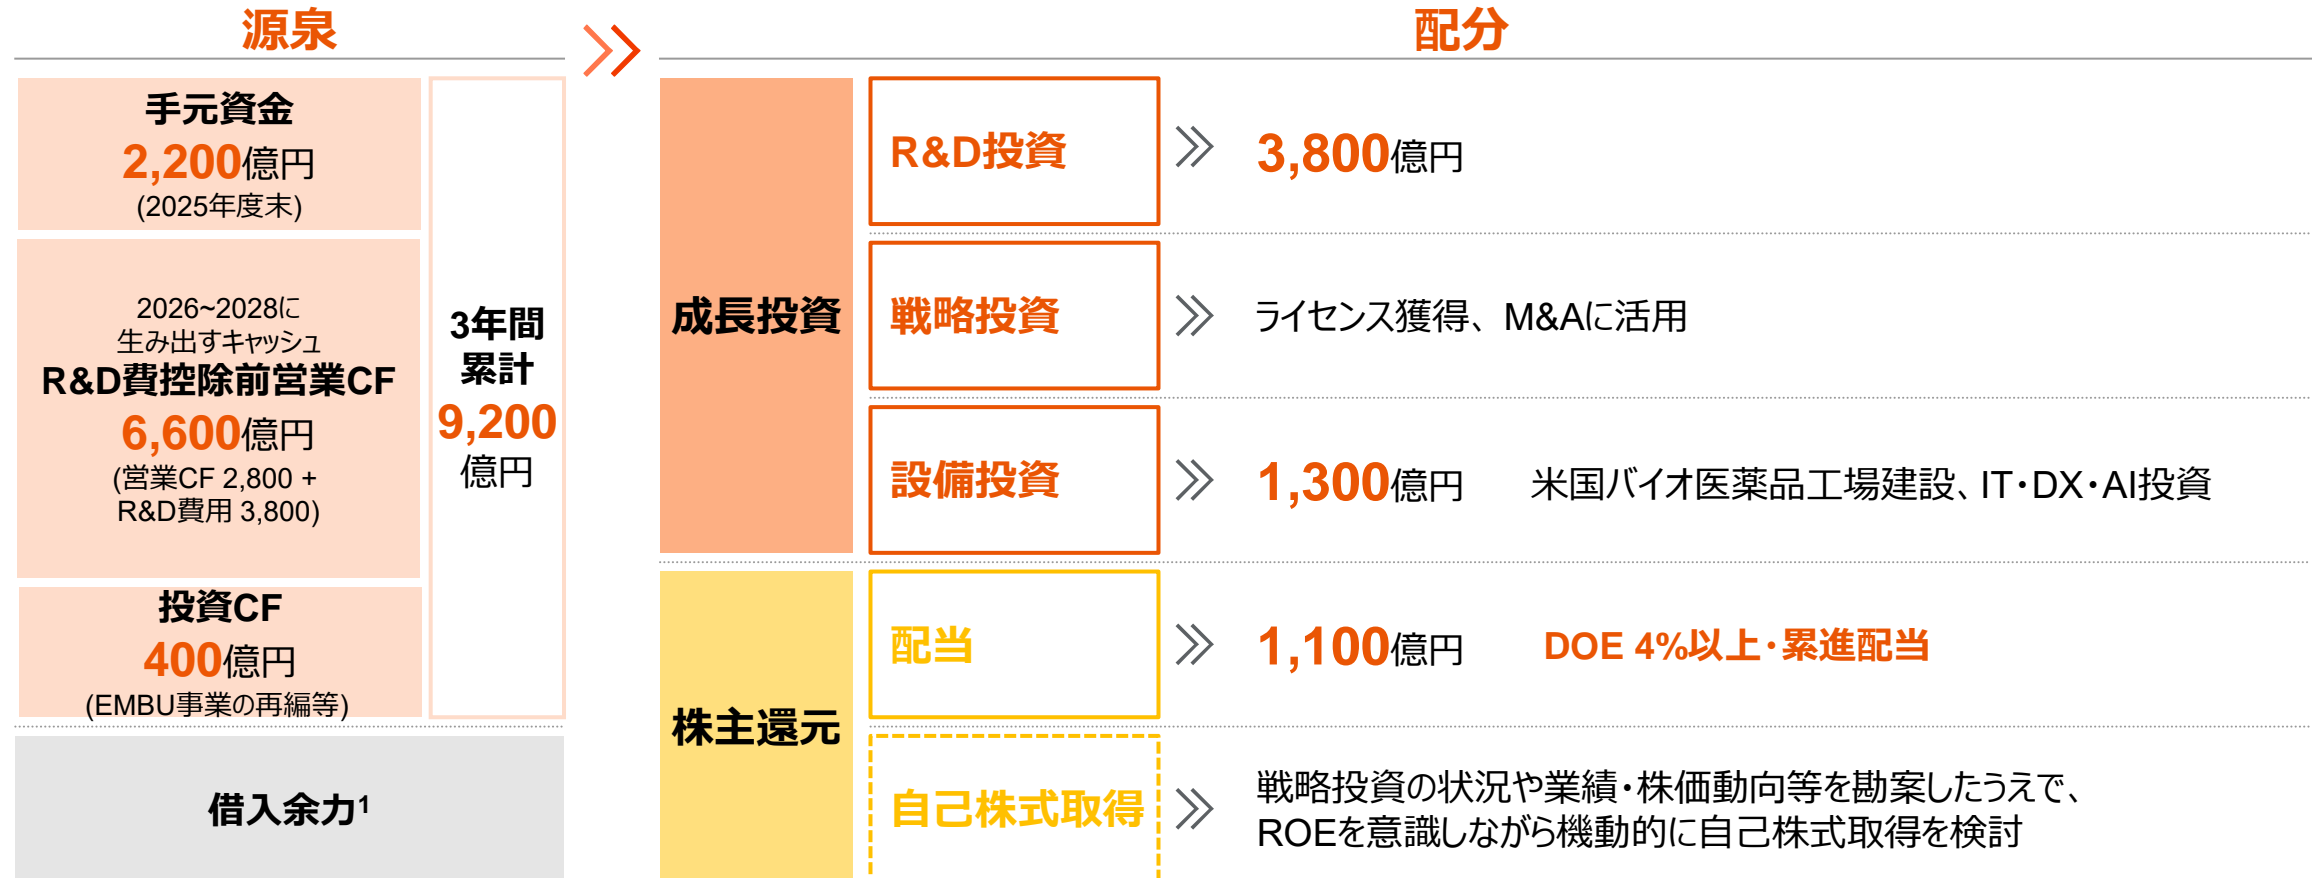 源泉
配分
手元資金
2,200億円
(2025年度末)
2026~2028に
生み出すキャッシュ
R&D費控除前営業CF
6,600億円
(営業CF 2,800 +
R&D費用 3,800)
投資CF
400億円
(EMBU事業の再編等)
3年間
累計
9,200
億円
借入余力1
成長投資
R&D投資
3,800億円
戦略投資
ライセンス獲得、M&Aに活用
設備投資
1,300億円 米国バイオ医薬品工場建設、IT・DX・AI投資
株主還元
配当
1,100億円 DOE 4%以上・累進配当
自己株式取得
戦略投資の状況や業績・株価動向等を勘案したうえで、
ROEを意識しながら機動的に自己株式取得を検討